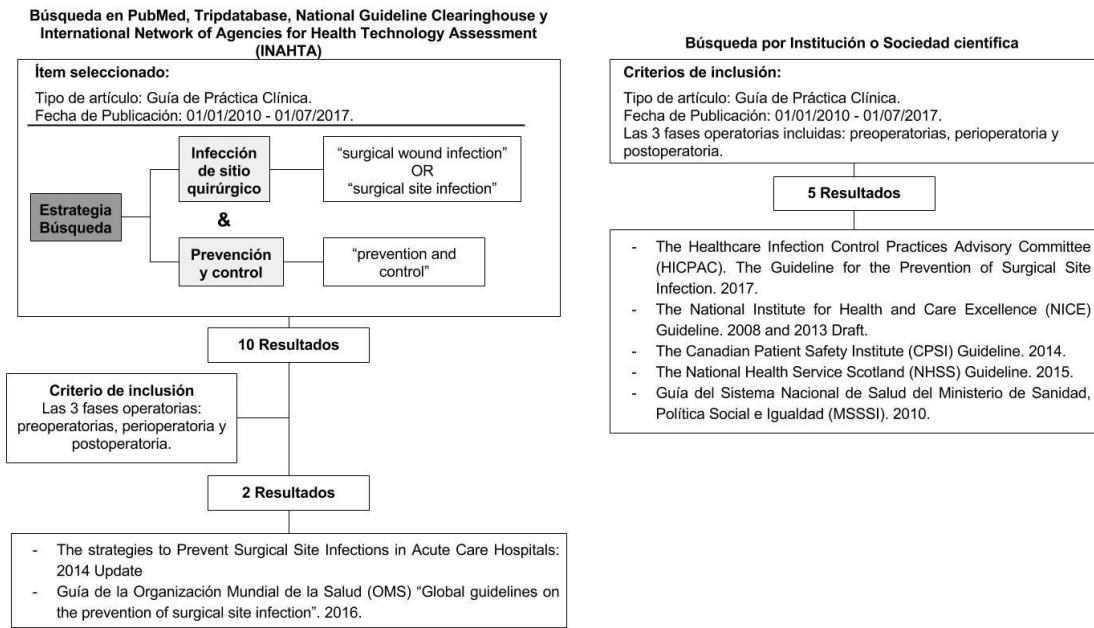 Búsqueda en PubMed, Tripdatabase, National Guideline Clearinghouse y
International Network of Agencies for Health Technology Assessment
(INAHTA)
Ítem seleccionado:
Tipo de artículo: Guía de Práctica Clínica.
Fecha de Publicación: 01/01/2010 - 01/07/2017.
Estrategia
Búsqueda
Infección
de sitio
quirúrgico
“surgical wound infection”
OR
“surgical site infection”
&
Prevención
y control
“prevention and
control”
10 Resultados
Criterio de inclusión
Las 3 fases operatorias:
preoperatorias, perioperatoria y
postoperatoria.
2 Resultados
- The strategies to Prevent Surgical Site Infections in Acute Care Hospitals:
2014 Update
- Guía de la Organización Mundial de la Salud (OMS) “Global guidelines on
the prevention of surgical site infection”. 2016.
Búsqueda por Institución o Sociedad científica
Criterios de inclusión:
Tipo de artículo: Guía de Práctica Clínica.
Fecha de Publicación: 01/01/2010 - 01/07/2017.
Las 3 fases operatorias incluidas: preoperatorias, perioperatoria y
postoperatoria.
5 Resultados
- The Healthcare Infection Control Practices Advisory Committee
(HICPAC). The Guideline for the Prevention of Surgical Site
Infection. 2017.
- The National Institute for Health and Care Excellence (NICE)
Guideline. 2008 and 2013 Draft.
- The Canadian Patient Safety Institute (CPSI) Guideline. 2014.
- The National Health Service Scotland (NHSS) Guideline. 2015.
- Guía del Sistema Nacional de Salud del Ministerio de Sanidad,
Política Social e Igualdad (MSSSI). 2010.